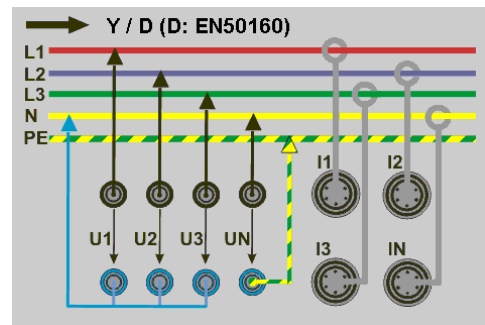 Y / D (D: EN50160)
L1
L2
L3
N
PE
I1 I2
U1 U2 U3 UN
I3 IN